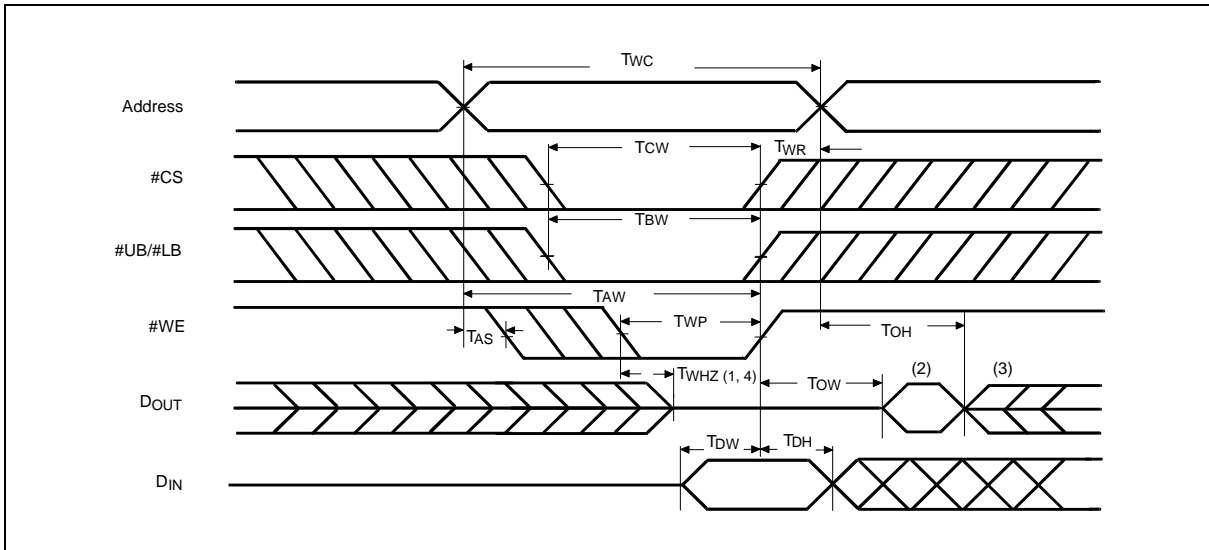 TWC
Address
TCW
TWR
#CS
TBW
#UB/#LB
TAW
#WE
TWP
TAS
TOH
TWHZ (1, 4)
TOW
(2)
(3)
DOUT
TDW
TDH
DIN